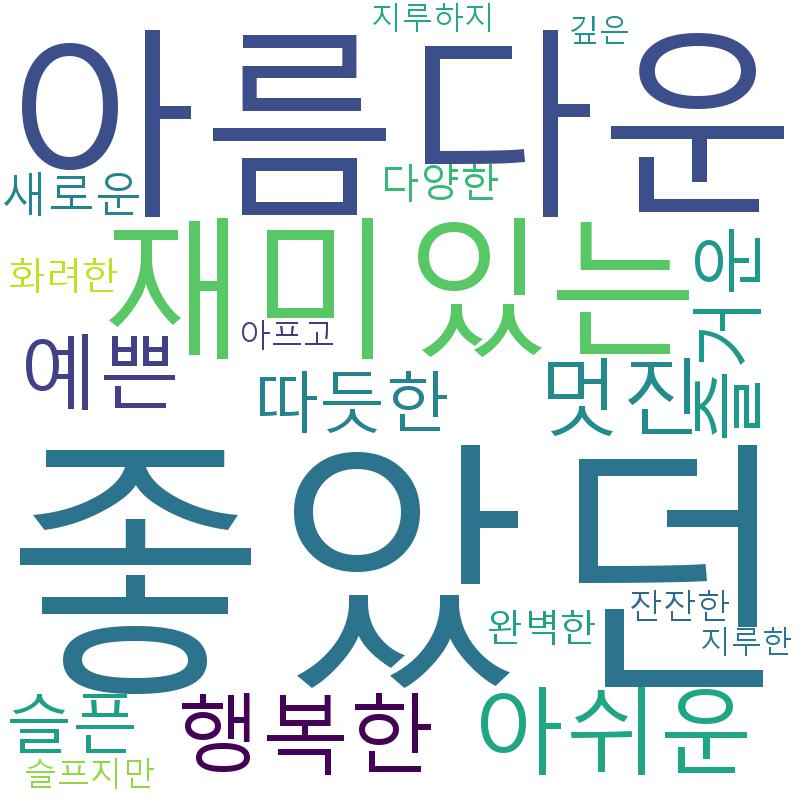 지루하지
깊은
아름다운
새로운
다양한
재미있는
즐거운
화려한
아프고
예쁜
따뜻한
멋진
좋았던
잔잔한
완벽한
지루한
슬픈
행복한
아쉬운
슬프지만